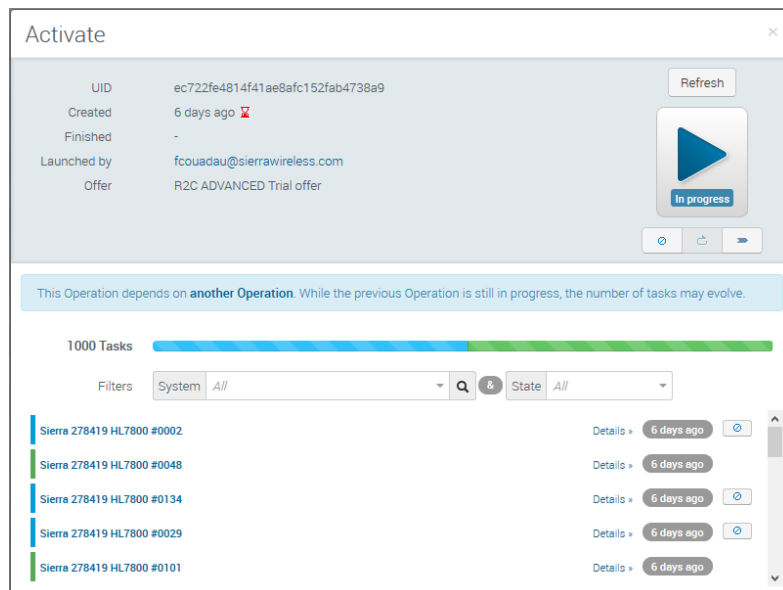 Activate
×
UID ec722fe4814f41ae8afc152fab4738a9
Refresh
Created 6 days ago
Finished -
Launched by fcouadau@sierrawireless.com
Offer R2C ADVANCED Trial offer
In progress
This Operation depends on another Operation. While the previous Operation is still in progress, the number of tasks may evolve.
1000 Tasks
Filters System All & State All
Sierra 278419 HL7800 #0002 Details » 6 days ago
Sierra 278419 HL7800 #0048 Details » 6 days ago
Sierra 278419 HL7800 #0134 Details » 6 days ago
Sierra 278419 HL7800 #0029 Details » 6 days ago
Sierra 278419 HL7800 #0101 Details » 6 days ago